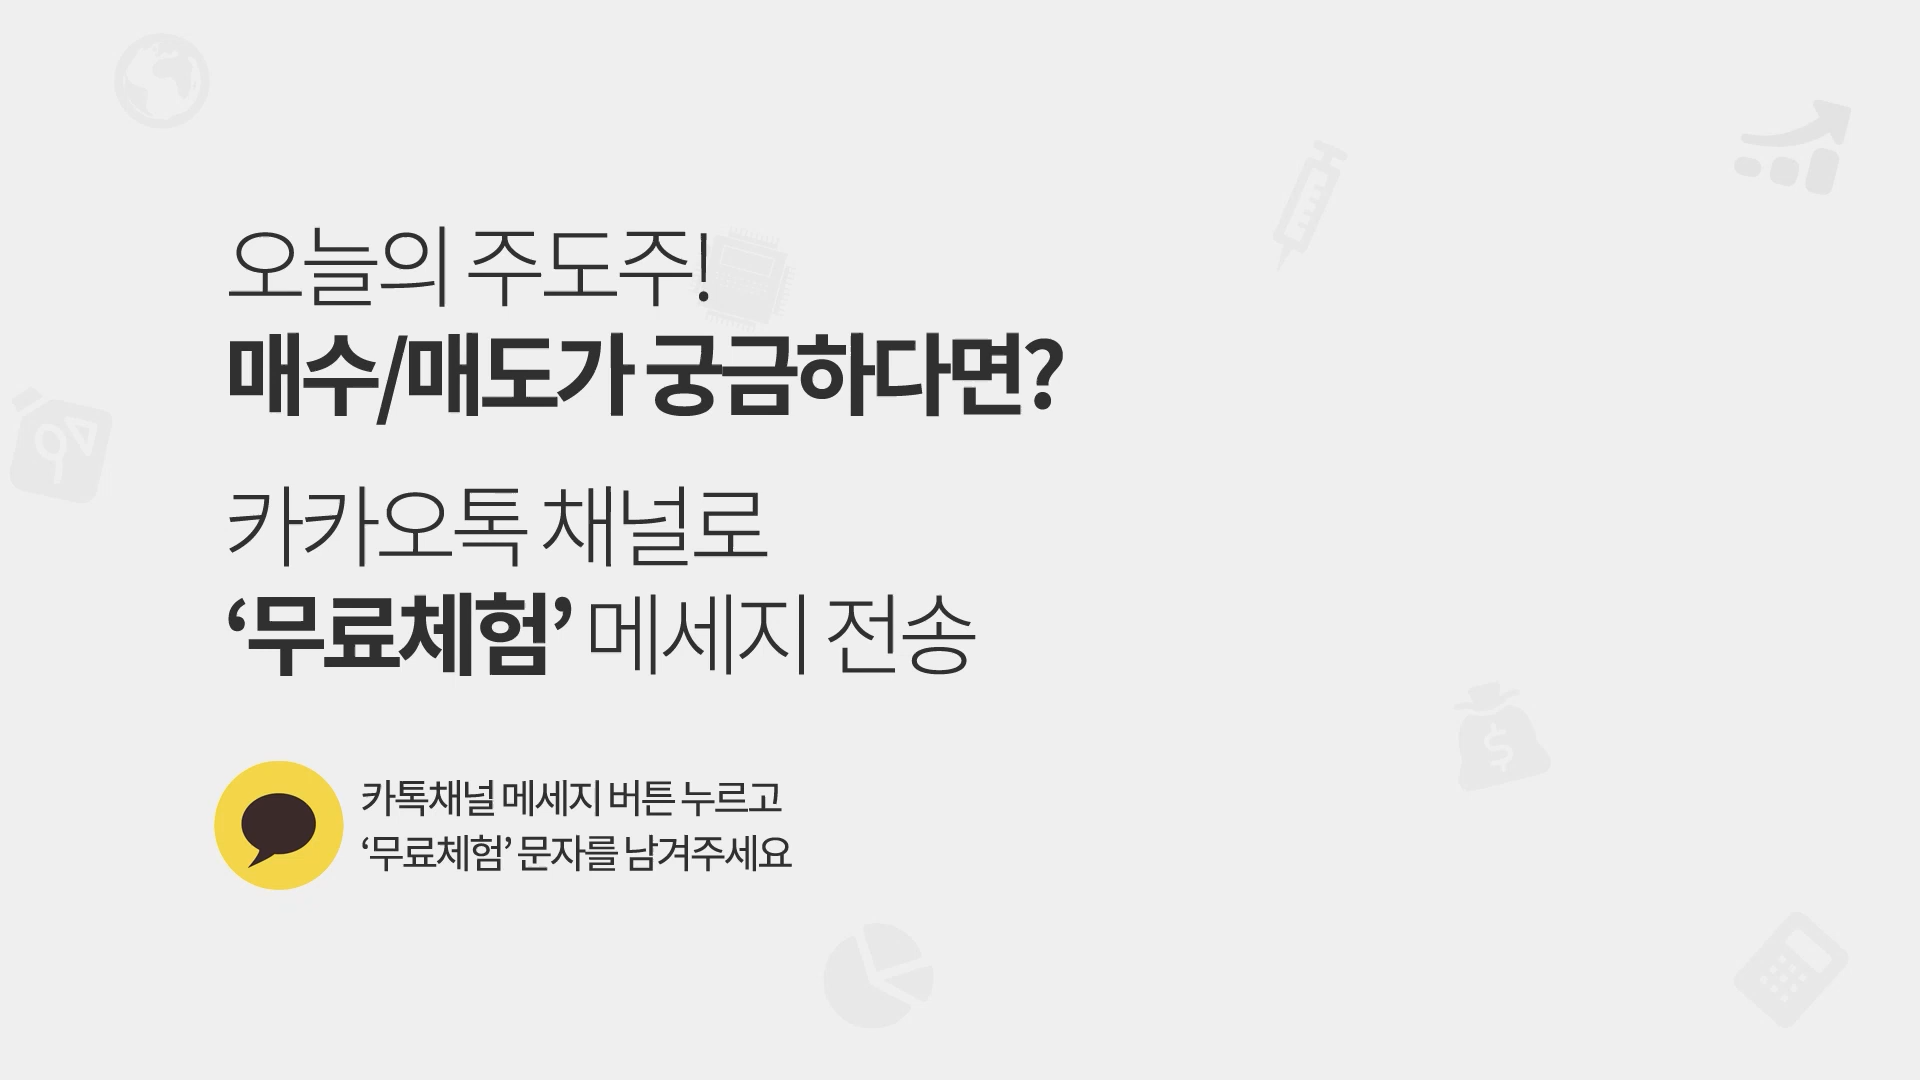 오늘의 주도주!
매수/매도가 궁금하다면?
카카오톡 채널로
‘무료체험’ 메세지 전송
카톡채널 메세지 버튼 누르고
‘무료체험’ 문자를 남겨주세요